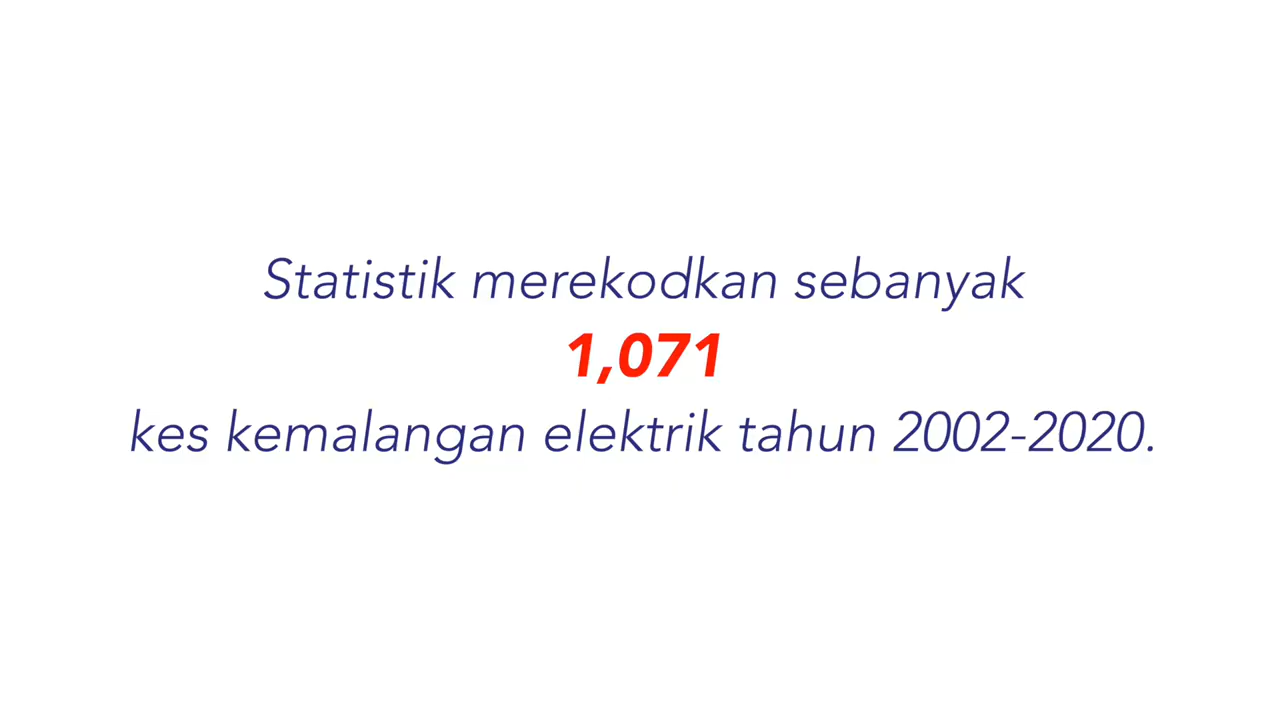 Statistik merekodkan sebanyak
1,071
kes kemalangan elektrik tahun 2002-2020.